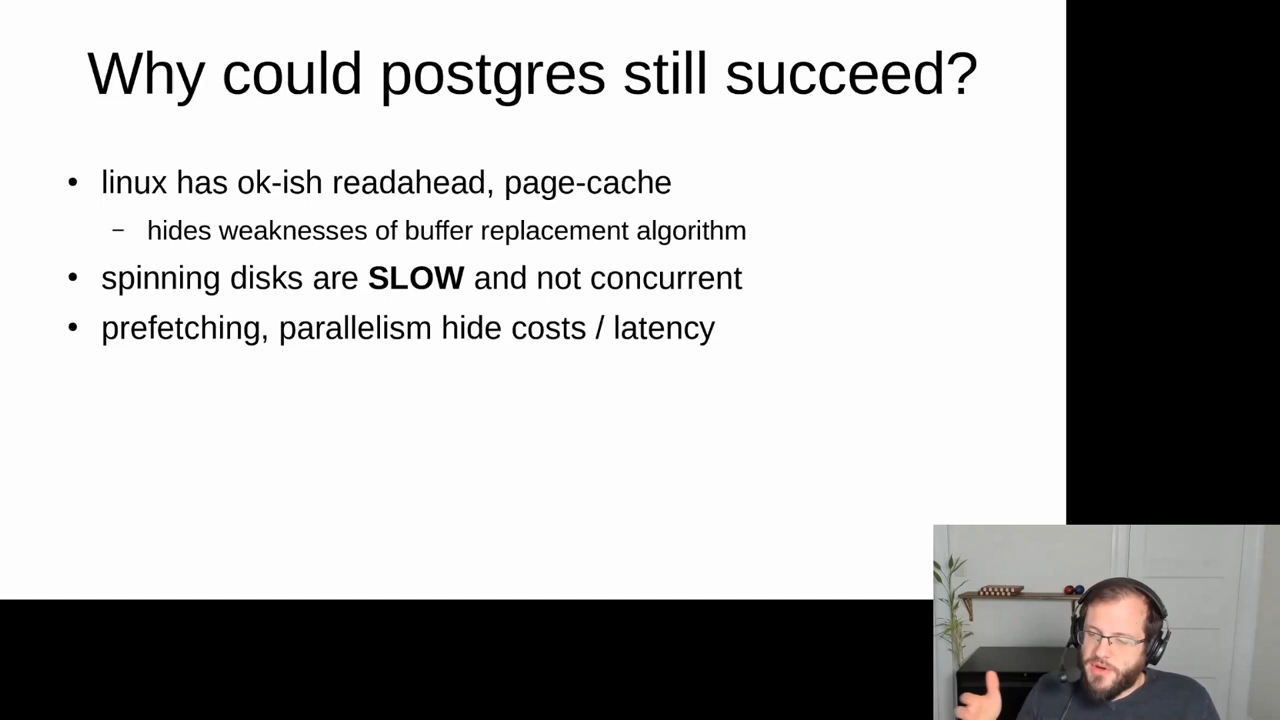 Why could postgres still succeed?
• linux has ok-ish readahead, page-cache
– hides weaknesses of buffer replacement algorithm
• spinning disks are SLOW and not concurrent
• prefetching, parallelism hide costs / latency